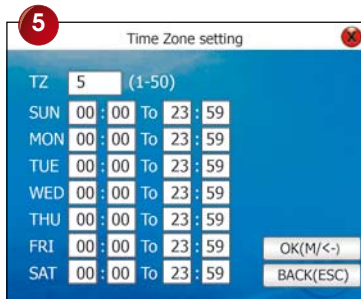 5
Time Zone setting X
TZ 5 (1-50)
SUN 00 : 00 To 23 : 59
MON 00 : 00 To 23 : 59
TUE 00 : 00 To 23 : 59
WED 00 : 00 To 23 : 59
THU 00 : 00 To 23 : 59
FRI 00 : 00 To 23 : 59
OK(M/<-)
SAT 00 : 00 To 23 : 59
BACK(ESC)